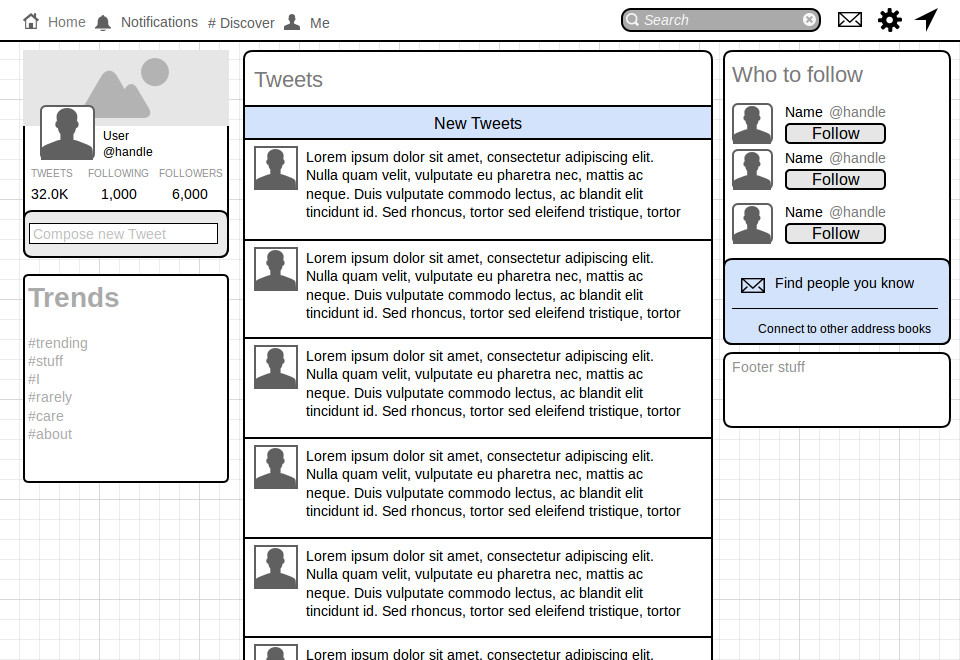 Home Notifications # Discover Me Search
User
@handle
TWEETS FOLLOWING FOLLOWERS
32.0K 1,000 6,000
Compose new Tweet
Trends
#trending
#stuff
#I
#rarely
#care
#about
Tweets
New Tweets
Lorem ipsum dolor sit amet, consectetur adipiscing elit.
Nulla quam velit, vulputate eu pharetra nec, mattis ac
neque. Duis vulputate commodo lectus, ac blandit elit
tincidunt id. Sed rhoncus, tortor sed eleifend tristique, tortor
Lorem ipsum dolor sit amet, consectetur adipiscing elit.
Nulla quam velit, vulputate eu pharetra nec, mattis ac
neque. Duis vulputate commodo lectus, ac blandit elit
tincidunt id. Sed rhoncus, tortor sed eleifend tristique, tortor
Lorem ipsum dolor sit amet, consectetur adipiscing elit.
Nulla quam velit, vulputate eu pharetra nec, mattis ac
neque. Duis vulputate commodo lectus, ac blandit elit
tincidunt id. Sed rhoncus, tortor sed eleifend tristique, tortor
Lorem ipsum dolor sit amet, consectetur adipiscing elit.
Nulla quam velit, vulputate eu pharetra nec, mattis ac
neque. Duis vulputate commodo lectus, ac blandit elit
tincidunt id. Sed rhoncus, tortor sed eleifend tristique, tortor
Lorem ipsum dolor sit amet, consectetur adipiscing elit.
Nulla quam velit, vulputate eu pharetra nec, mattis ac
neque. Duis vulputate commodo lectus, ac blandit elit
tincidunt id. Sed rhoncus, tortor sed eleifend tristique, tortor
Lorem ipsum dolor sit amet, consectetur adipiscing elit.
Who to follow
Name @handle
Follow
Name @handle
Follow
Name @handle
Follow
Find people you know
Connect to other address books
Footer stuff